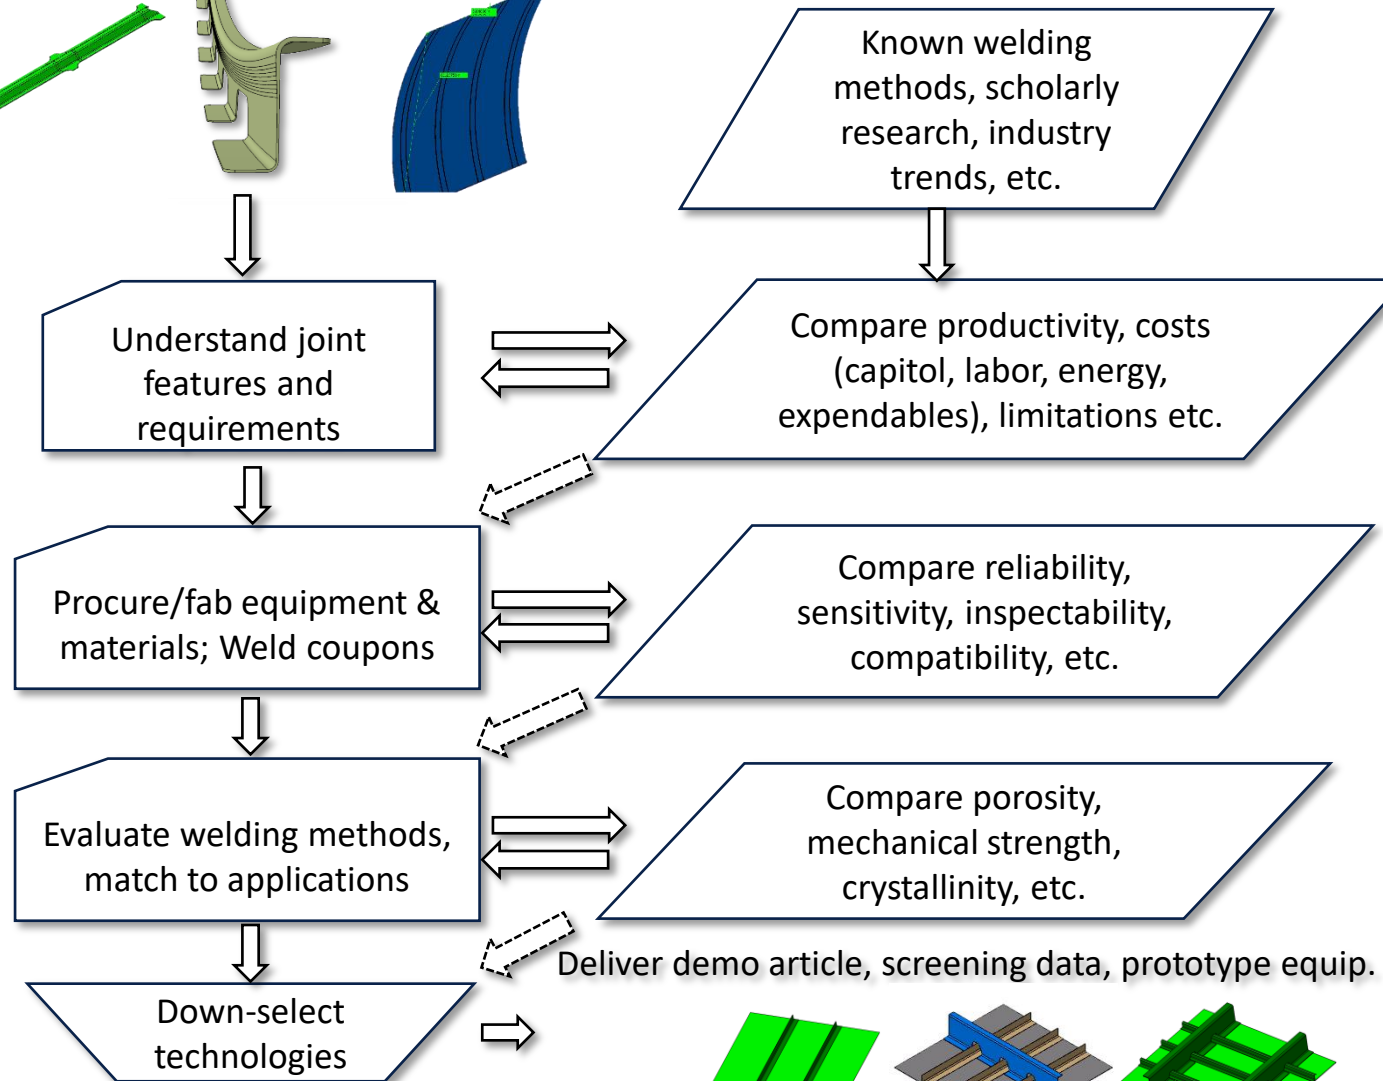 Known welding
methods, scholarly
research, industry
trends, etc.
Understand joint
features and
requirements
Compare productivity, costs
(capitol, labor, energy,
expendables), limitations etc.
Procure/fab equipment &
materials; Weld coupons
Compare reliability,
sensitivity, inspectability,
compatibility, etc.
Evaluate welding methods,
match to applications
Compare porosity,
mechanical strength,
crystallinity, etc.
Deliver demo article, screening data, prototype equip.
Down-select
technologies